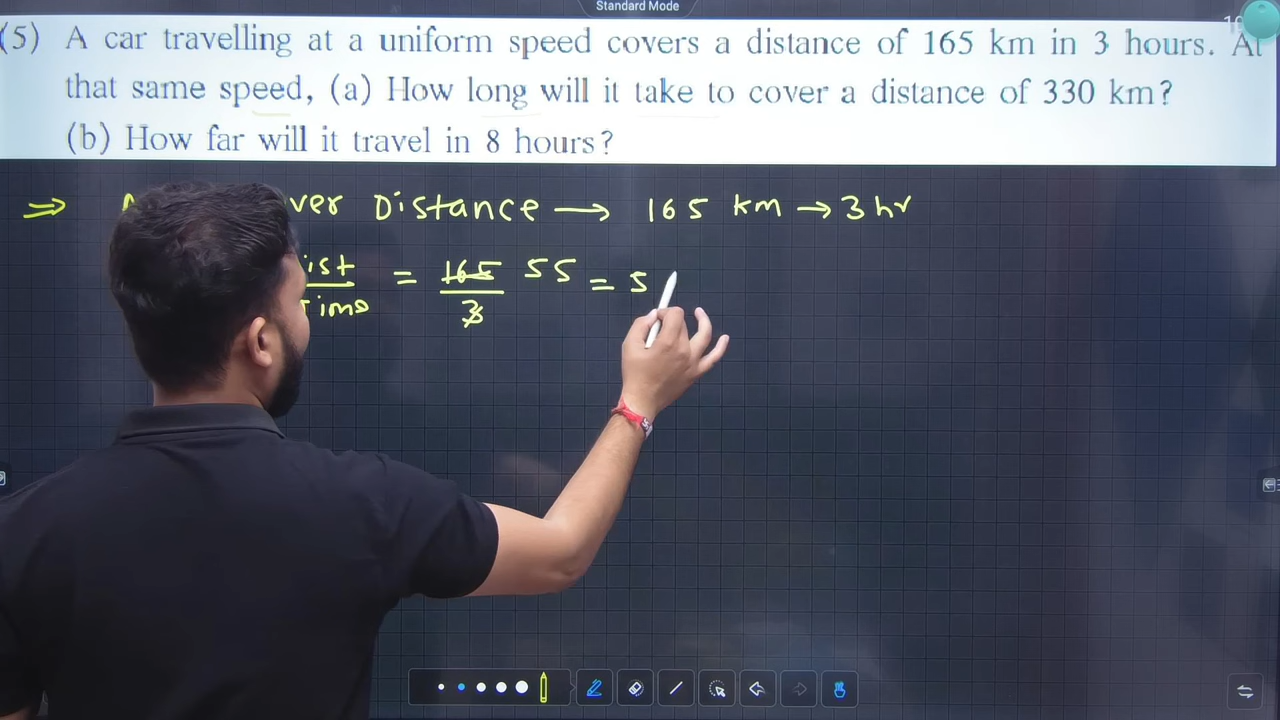 Standard Mode
(5) A car travelling at a uniform speed covers a distance of 165 km in 3 hours. At
that same speed, (a) How long will it take to cover a distance of 330 km?
(b) How far will it travel in 8 hours?
⇒ ver Distance → 165 km → 3 hr
ist / Time = 165 / 3 55 = 5